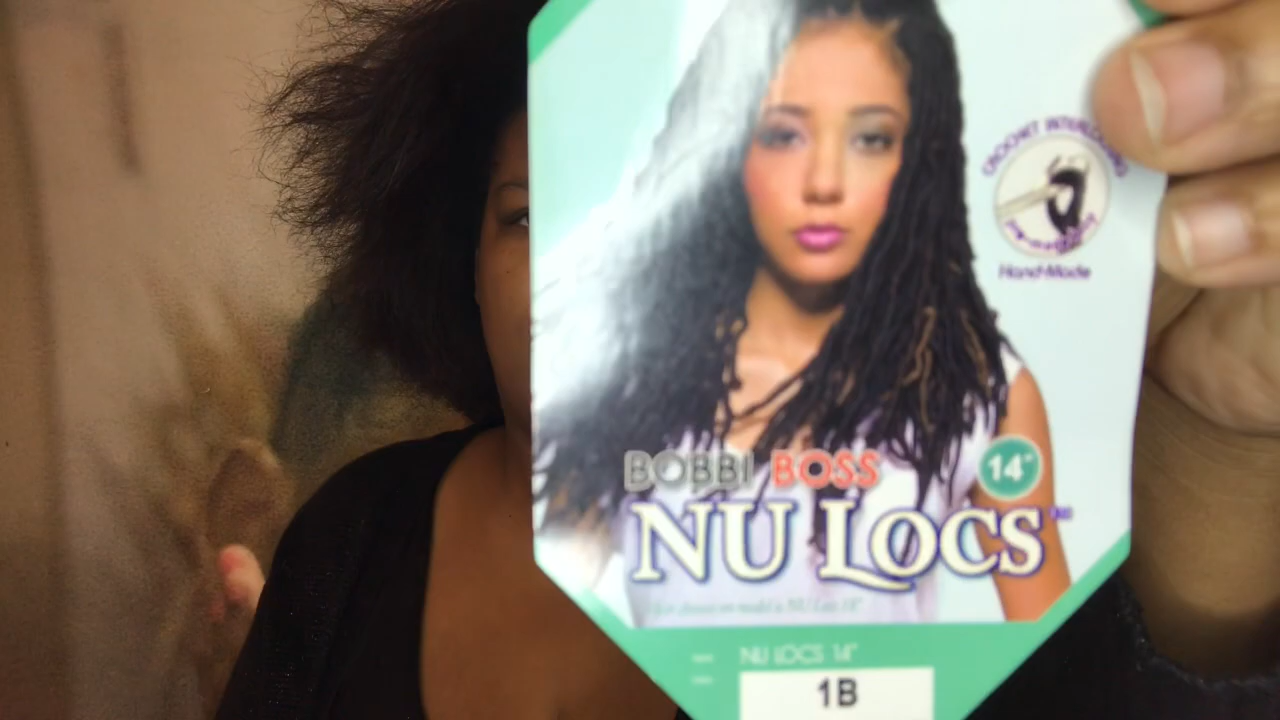 CROCHET INTERLOCKING
Hand-Made
BOBBI BOSS
14"
NU LOCS
NU LOCS 14"
1B